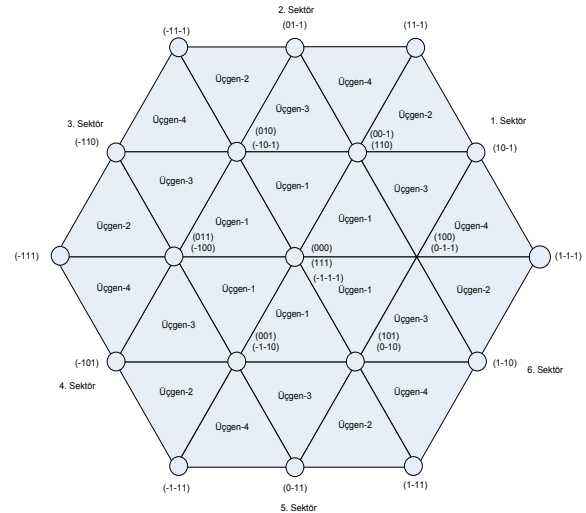 2. Sektör
(-11-1)
(01-1)
(11-1)
Üçgen-2
Üçgen-4
Üçgen-4
Üçgen-3
Üçgen-2
3. Sektör
1. Sektör
(-110)
(010)
(-10-1)
(00-1)
(110)
(10-1)
Üçgen-3
Üçgen-1
Üçgen-3
Üçgen-2
Üçgen-1
Üçgen-1
Üçgen-4
(011)
(-100)
(100)
(0-1-1)
(-111)
(000)
(111)
(-1-1-1)
(1-1-1)
Üçgen-4
Üçgen-1
Üçgen-1
Üçgen-2
Üçgen-3
Üçgen-1
Üçgen-3
(001)
(-1-10)
(101)
(0-10)
(-101)
(1-10)
4. Sektör
6. Sektör
Üçgen-2
Üçgen-3
Üçgen-4
Üçgen-4
Üçgen-2
(-1-11)
(0-11)
(1-11)
5. Sektör